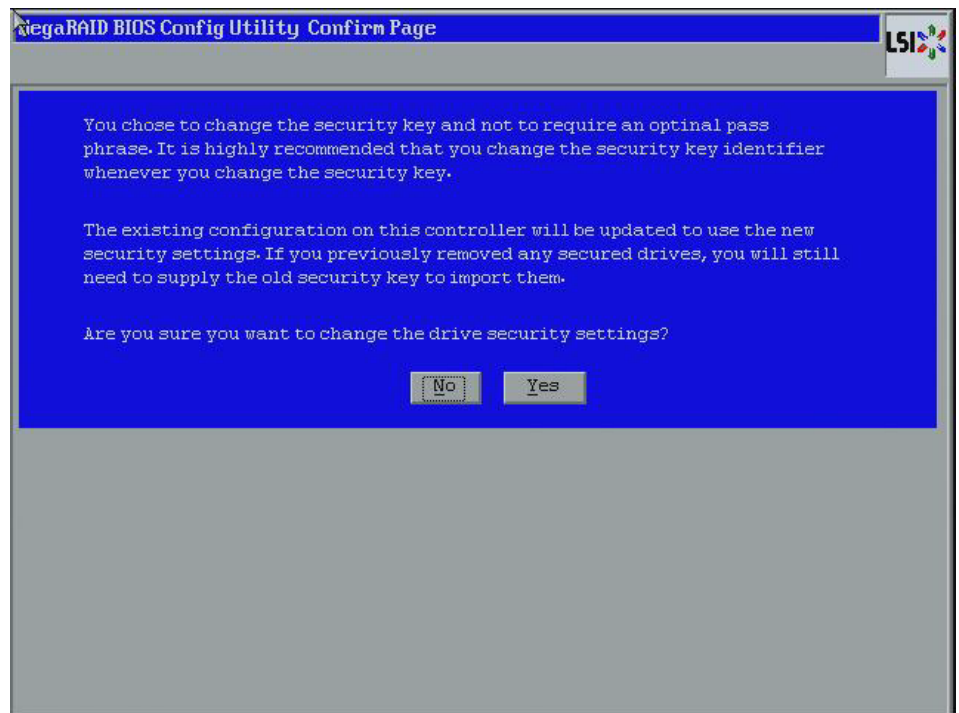 MegaRAID BIOS Config Utility Confirm Page
LSI
You chose to change the security key and not to require an optinal pass
phrase. It is highly recommended that you change the security key identifier
whenever you change the security key.
The existing configuration on this controller will be updated to use the new
security settings. If you previously removed any secured drives, you will still
need to supply the old security key to import them.
Are you sure you want to change the drive security settings?
No
Yes